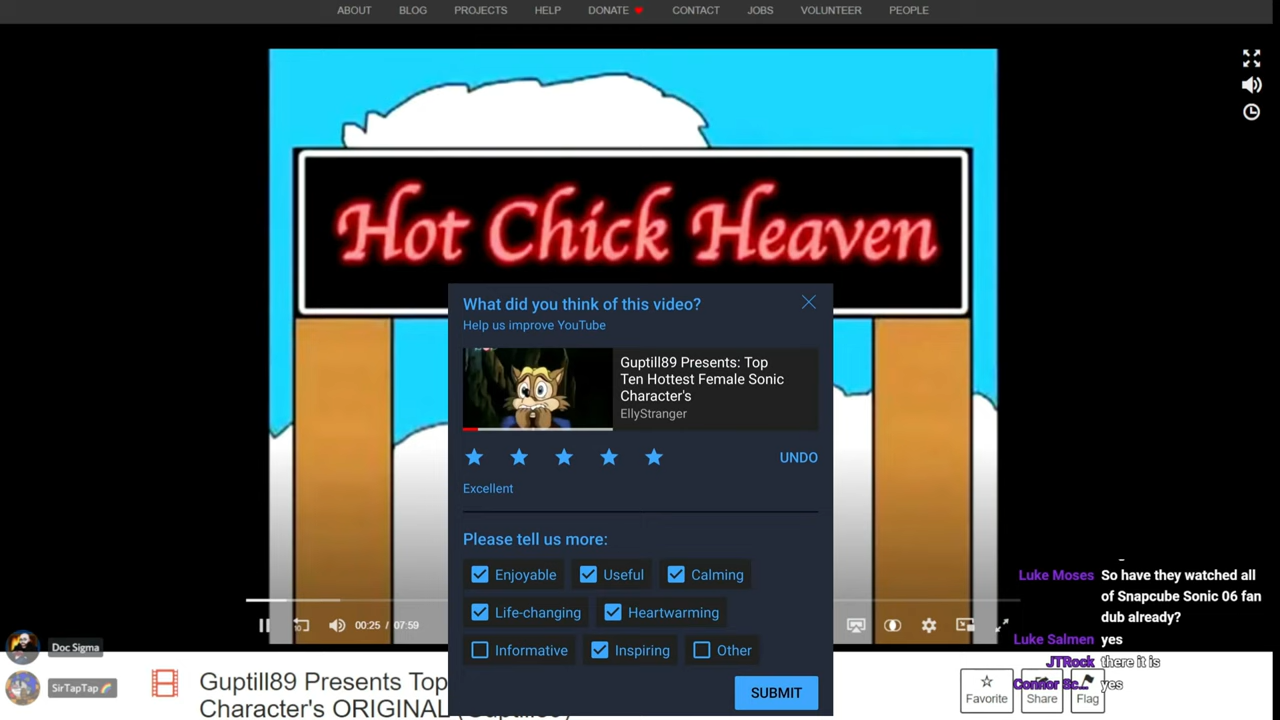 ABOUT BLOG PROJECTS HELP DONATE CONTACT JOBS VOLUNTEER PEOPLE
Hot Chick Heaven
What did you think of this video?
Help us improve YouTube
Guptill89 Presents: Top
Ten Hottest Female Sonic
Character's
EllyStranger
UNDO
Excellent
Please tell us more:
Enjoyable Useful Calming
Life-changing Heartwarming
Informative Inspiring Other
SUBMIT
00:25 / 07:59
10
Doc Sigma
SirTapTap
Guptill89 Presents Top
Character's ORIGINAL
Favorite Share Flag
Luke Moses So have they watched all
of Snapcube Sonic 06 fan
dub already?
Luke Salmen yes
JTRock there it is
Connor Sc... yes